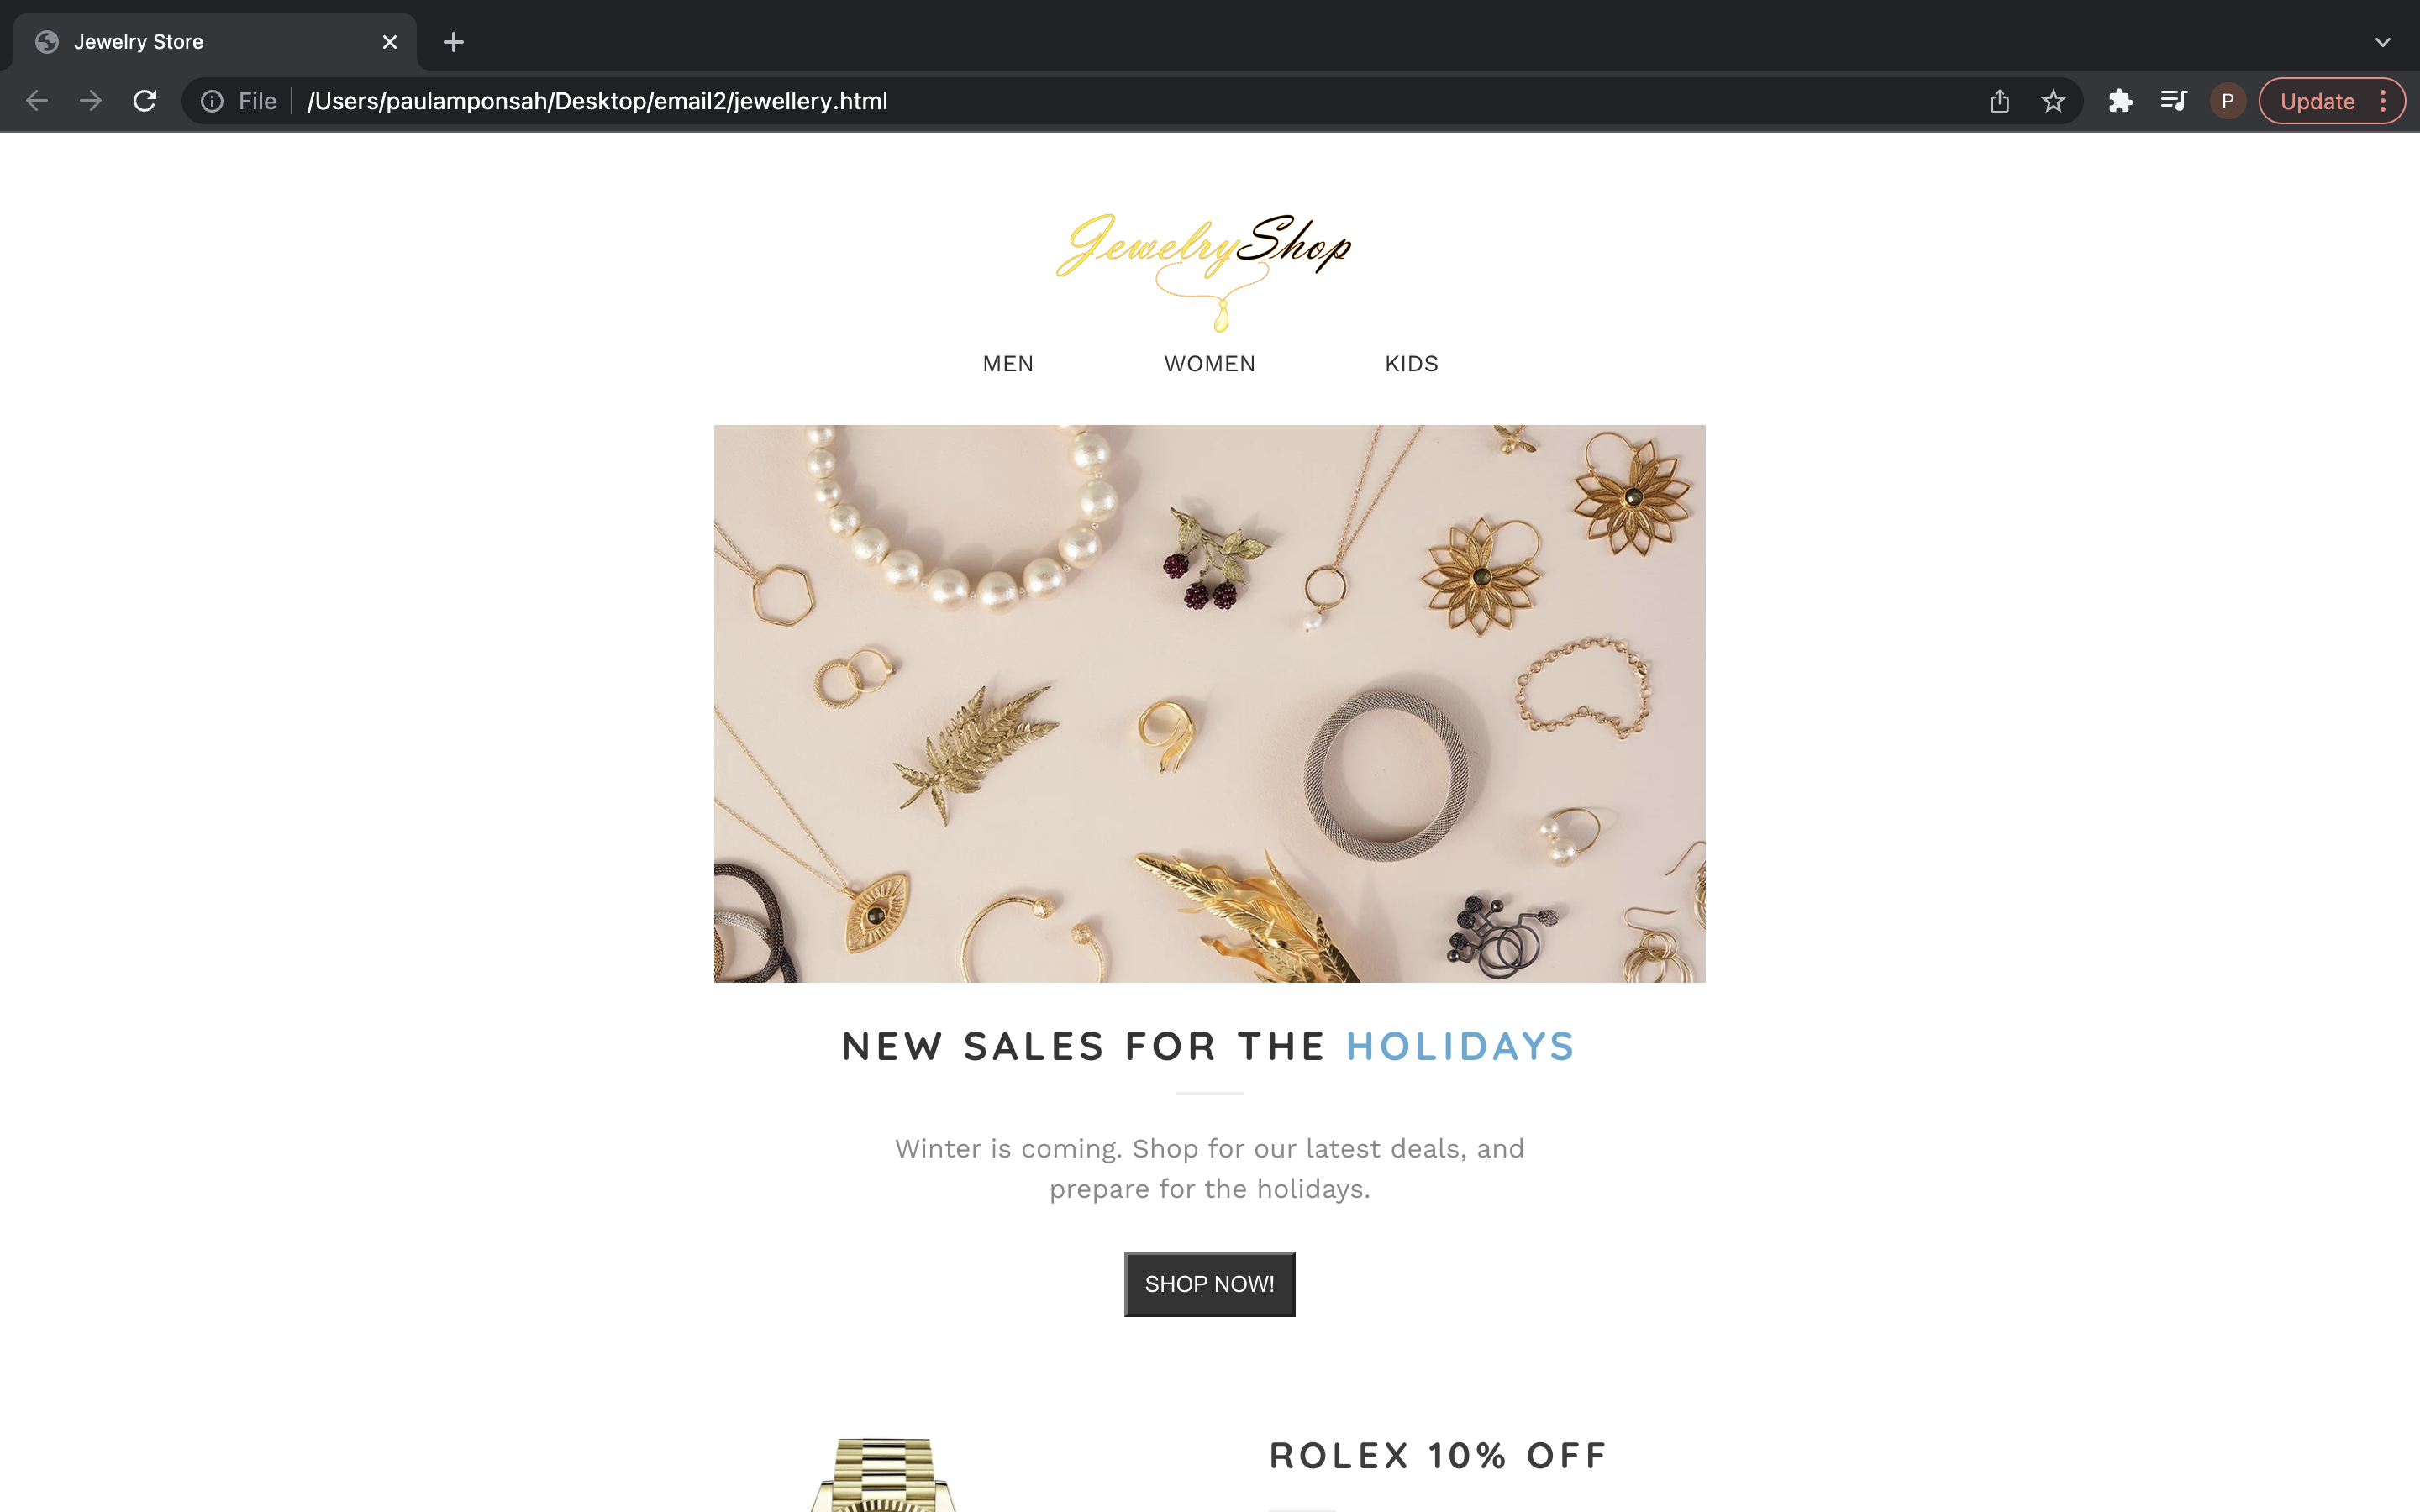 Jewelry Store
File
/Users/paulamponsah/Desktop/email2/jewellery.html
P
Update
JewelryShop
MEN WOMEN KIDS
NEW SALES FOR THE HOLIDAYS
Winter is coming. Shop for our latest deals, and
prepare for the holidays.
SHOP NOW!
ROLEX 10% OFF